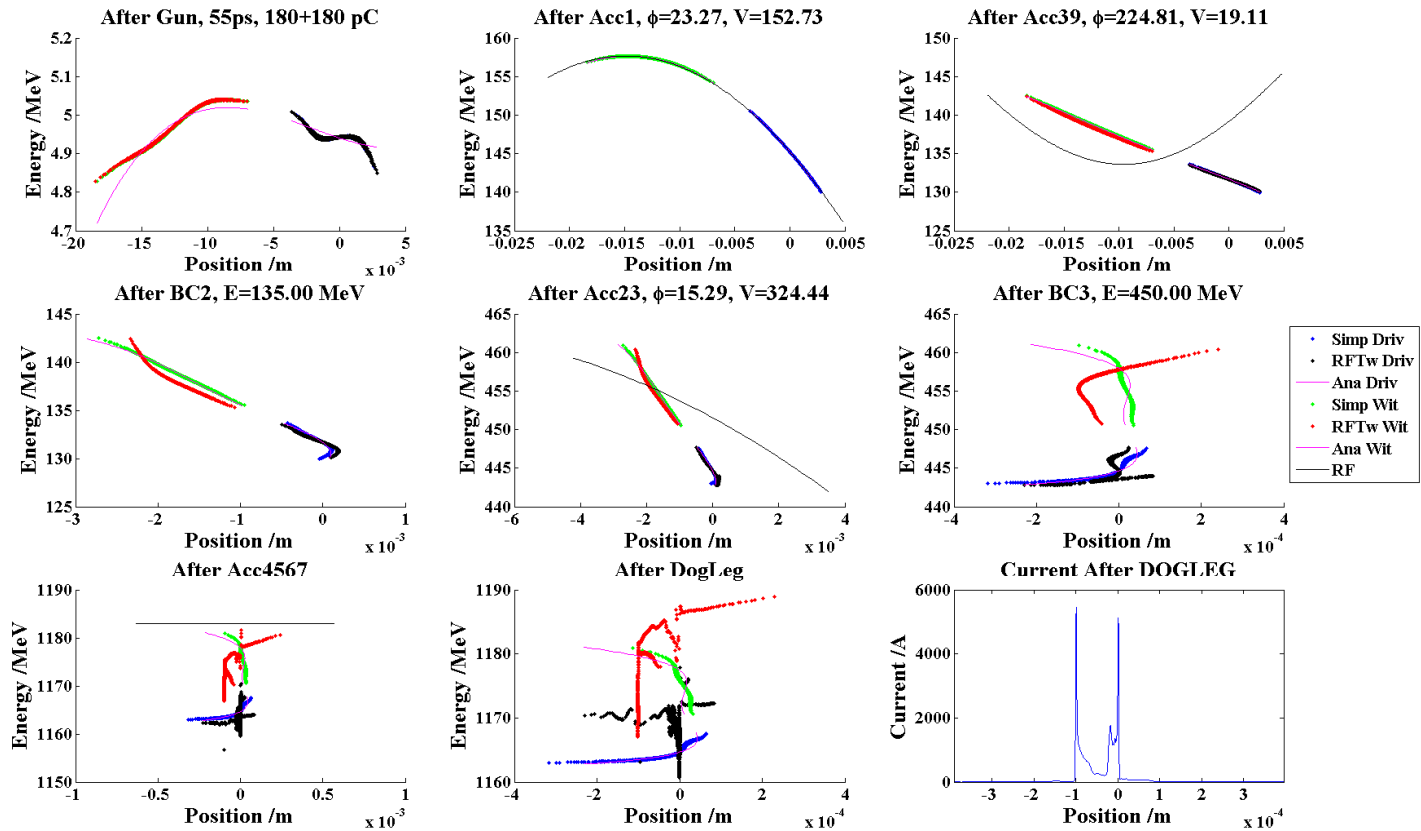 After Gun, 55ps, 180+180 pC
5.2
5.1
5
4.9
4.8
4.7
Energy /MeV
-20
-15
-10
-5
0
5
Position /m
x 10⁻³
After Acc1, ϕ=23.27, V=152.73
160
155
150
145
140
135
Energy /MeV
-0.025
-0.02
-0.015
-0.01
-0.005
0
0.005
Position /m
After Acc39, ϕ=224.81, V=19.11
150
145
140
135
130
125
Energy /MeV
-0.025
-0.02
-0.015
-0.01
-0.005
0
0.005
Position /m
After BC2, E=135.00 MeV
145
140
135
130
125
Energy /MeV
-3
-2
-1
0
1
Position /m
x 10⁻³
After Acc23, ϕ=15.29, V=324.44
465
460
455
450
445
440
Energy /MeV
-6
-4
-2
0
2
4
Position /m
x 10⁻³
After BC3, E=450.00 MeV
465
460
455
450
445
440
Energy /MeV
-4
-2
0
2
4
Position /m
x 10⁻⁴
Simp Driv
RFTw Driv
Ana Driv
Simp Wit
RFTw Wit
Ana Wit
RF
After Acc4567
1190
1180
1170
1160
1150
Energy /MeV
-1
-0.5
0
0.5
1
Position /m
x 10⁻³
After DogLeg
1190
1180
1170
1160
Energy /MeV
-4
-2
0
2
4
Position /m
x 10⁻⁴
Current After DOGLEG
6000
4000
2000
0
Current /A
-3
-2
-1
0
1
2
3
Position /m
x 10⁻⁴